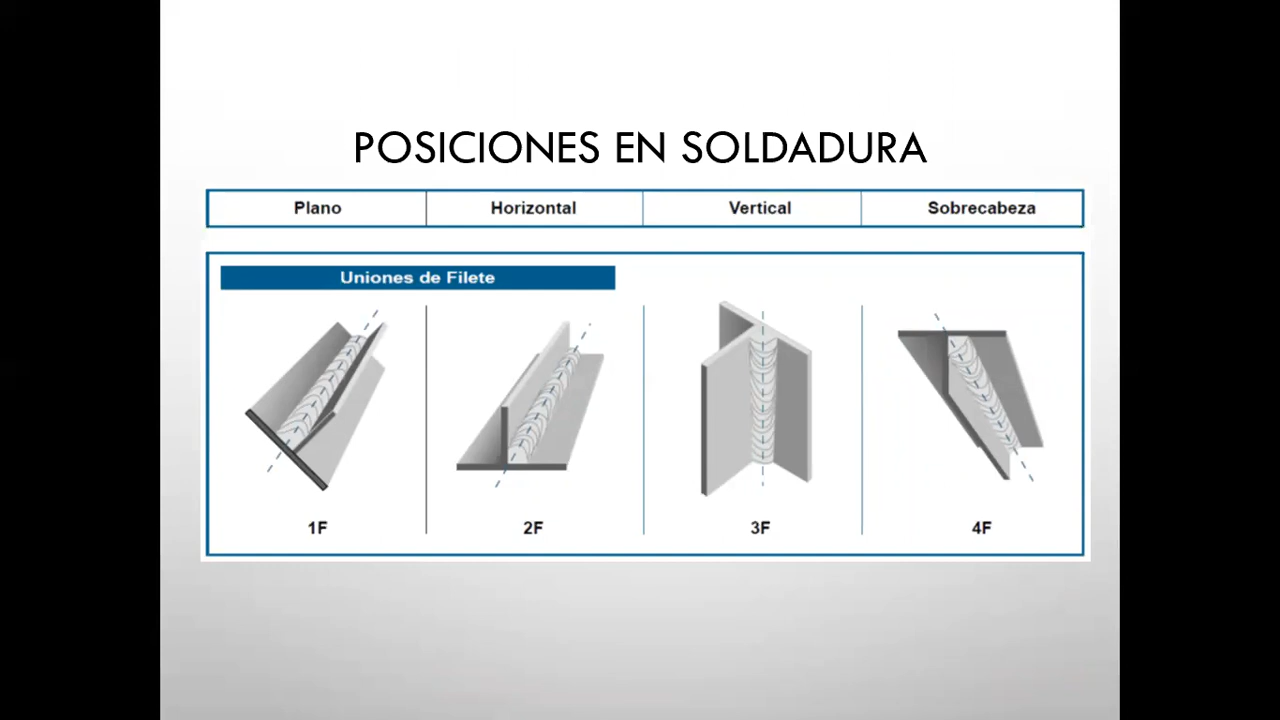 POSICIONES EN SOLDADURA
Plano Horizontal Vertical Sobrecabeza
Uniones de Filete
1F 2F 3F 4F